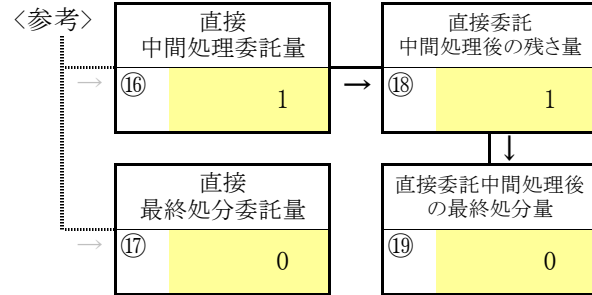 〈参考〉
直接
中間処理委託量
→
⑯
1
→
直接委託
中間処理後の残さ量
⑱
1
↓
直接
最終処分委託量
→
⑰
0
直接委託中間処理後
の最終処分量
⑲
0